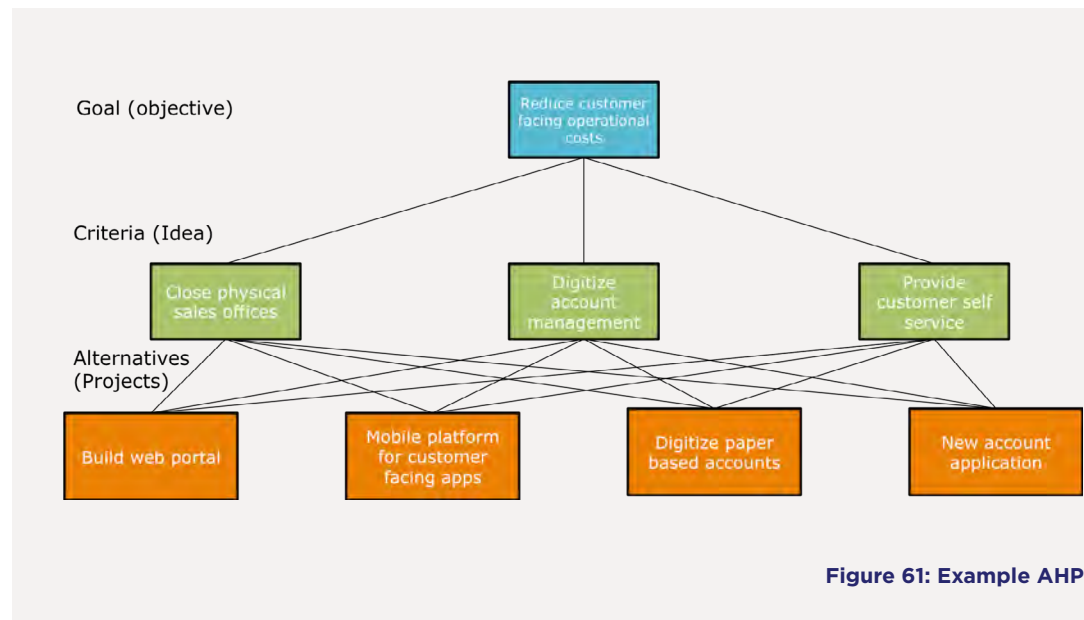 Goal (objective)
Reduce customer
facing operational
costs
Criteria (Idea)
Close physical
sales offices
Digitize
account
management
Provide
customer self
service
Alternatives
(Projects)
Build web portal
Mobile platform
for customer
facing apps
Digitize paper
based accounts
New account
application
Figure 61: Example AHP